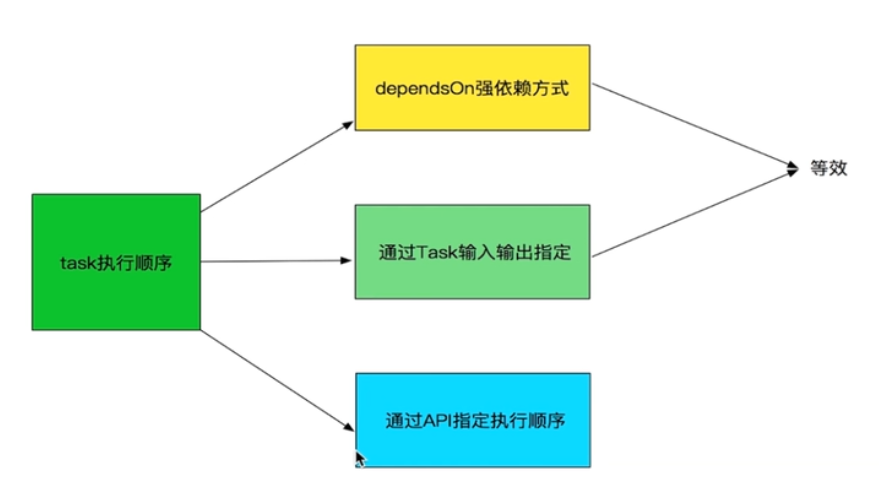 dependsOn强依赖方式
等效
task执行顺序
通过Task输入输出指定
通过API指定执行顺序